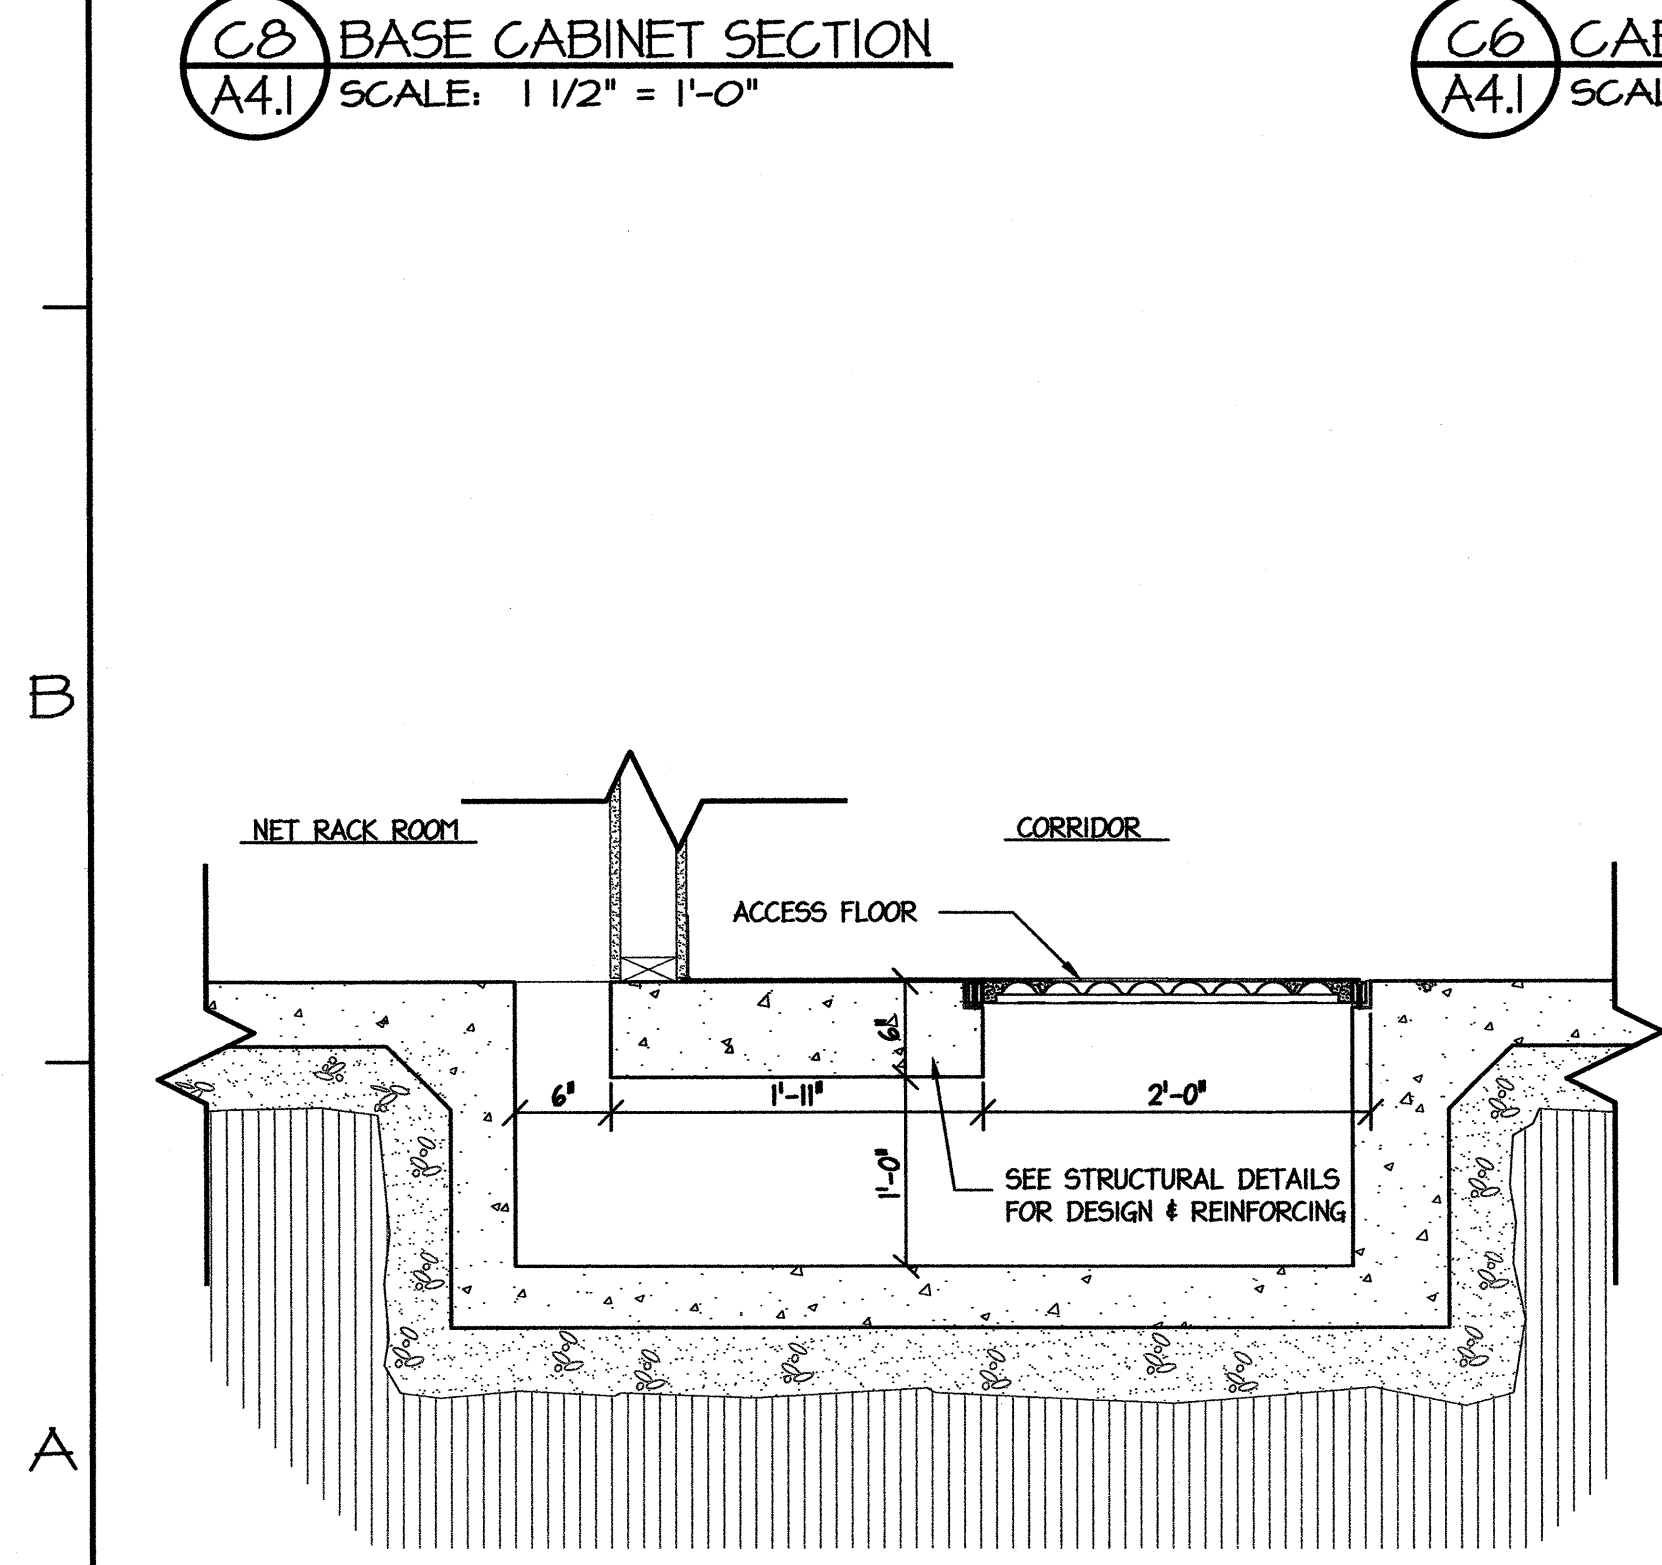 C8 BASE CABINET SECTION
A4.1 SCALE: 1 1/2" = 1'-0"
C6
A4.1
B
NET RACK ROOM
CORRIDOR
ACCESS FLOOR
6"
6"
1'-11"
2'-0"
1'-0"
SEE STRUCTURAL DETAILS
FOR DESIGN & REINFORCING
A